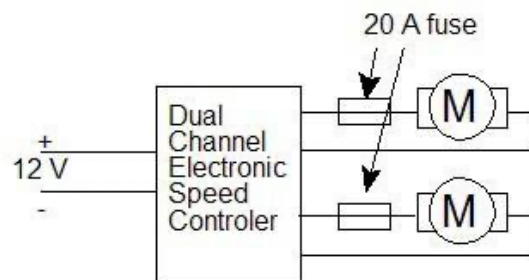 20 A fuse
M
Dual
Channel
Electronic
Speed
Controler
+
12 V
-
M